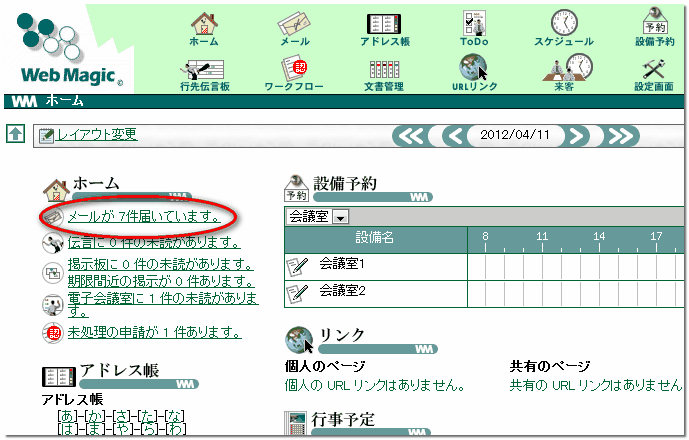 Web Magic
ホーム
メール
アドレス帳
ToDo
スケジュール
予約
設備予約
行先伝言板
認
ワークフロー
文書管理
URLリンク
来客
設定画面
WM ホーム
レイアウト変更
2012/04/11
ホーム
WM
メールが 7件届いています。
伝言に 0 件の未読があります。
掲示板に 0 件の未読があります。
期限間近の掲示が 0 件あります。
電子会議室に 1 件の未読がありま
す。
認
未処理の申請が 1 件あります。
アドレス帳
WM
アドレス帳
[あ]-[か]-[さ]-[た]-[な]
[は]-[ま]-[や]-[ら]-[わ]
予約
設備予約
WM
会議室
設備名
8
11
14
17
会議室1
会議室2
リンク
WM
個人のページ
共有のページ
個人の URL リンクはありません。
共有の URL リンクはありません。
行事予定
WM